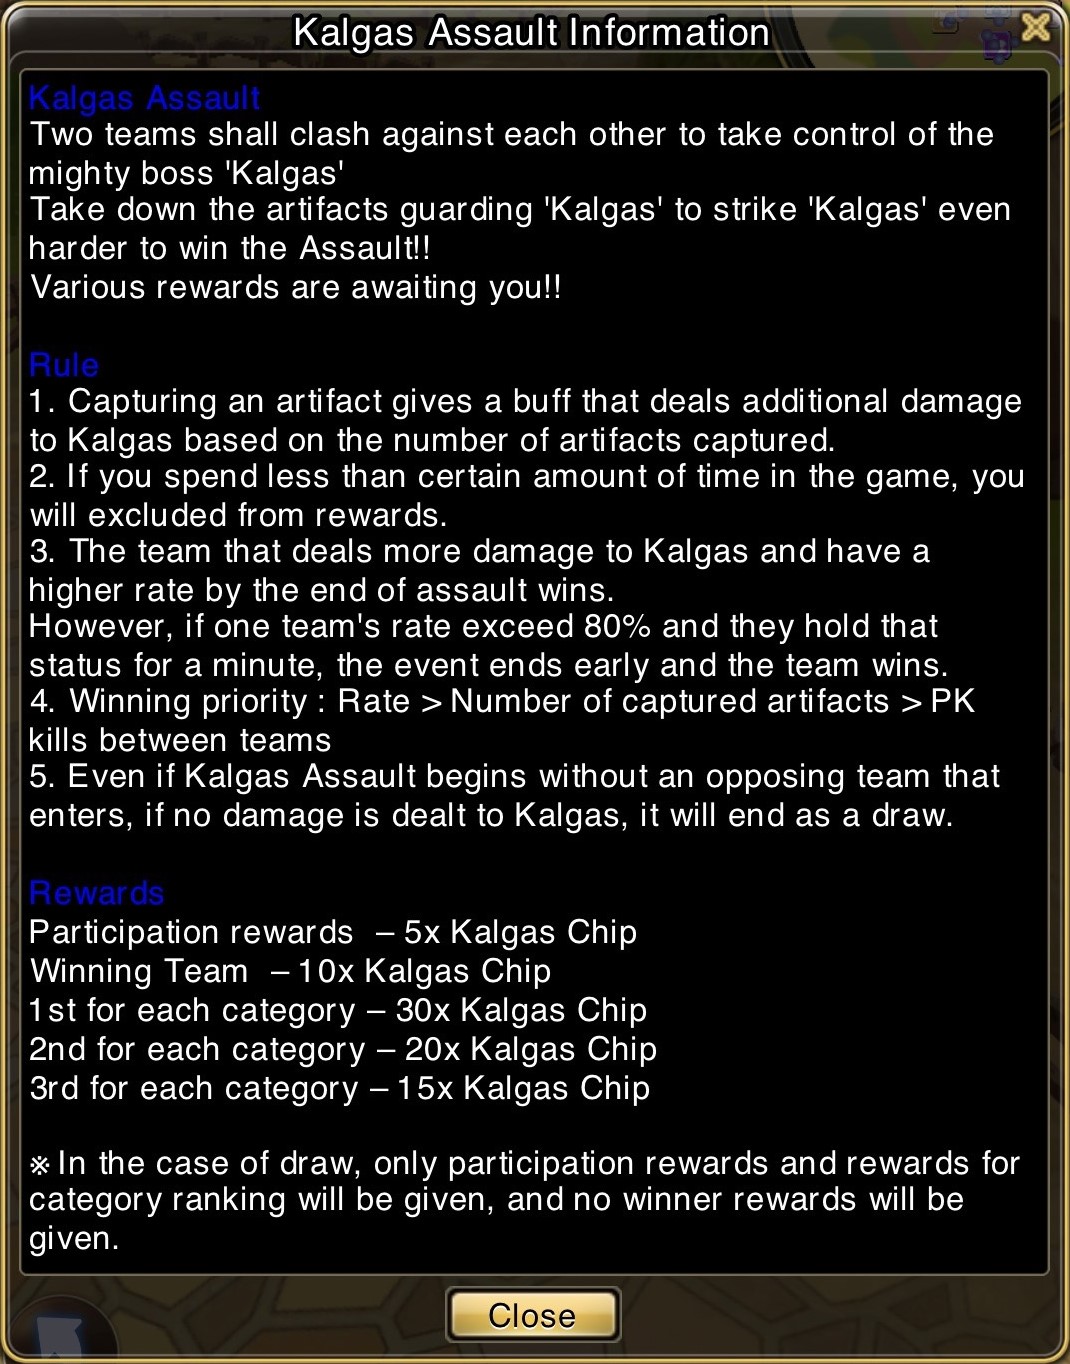 Kalgas Assault Information
Kalgas Assault
Two teams shall clash against each other to take control of the
mighty boss 'Kalgas'
Take down the artifacts guarding 'Kalgas' to strike 'Kalgas' even
harder to win the Assault!!
Various rewards are awaiting you!!
Rule
1. Capturing an artifact gives a buff that deals additional damage
to Kalgas based on the number of artifacts captured.
2. If you spend less than certain amount of time in the game, you
will excluded from rewards.
3. The team that deals more damage to Kalgas and have a
higher rate by the end of assault wins.
However, if one team's rate exceed 80% and they hold that
status for a minute, the event ends early and the team wins.
4. Winning priority : Rate > Number of captured artifacts > PK
kills between teams
5. Even if Kalgas Assault begins without an opposing team that
enters, if no damage is dealt to Kalgas, it will end as a draw.
Rewards
Participation rewards – 5x Kalgas Chip
Winning Team – 10x Kalgas Chip
1st for each category – 30x Kalgas Chip
2nd for each category – 20x Kalgas Chip
3rd for each category – 15x Kalgas Chip
※ In the case of draw, only participation rewards and rewards for
category ranking will be given, and no winner rewards will be
given.
Close